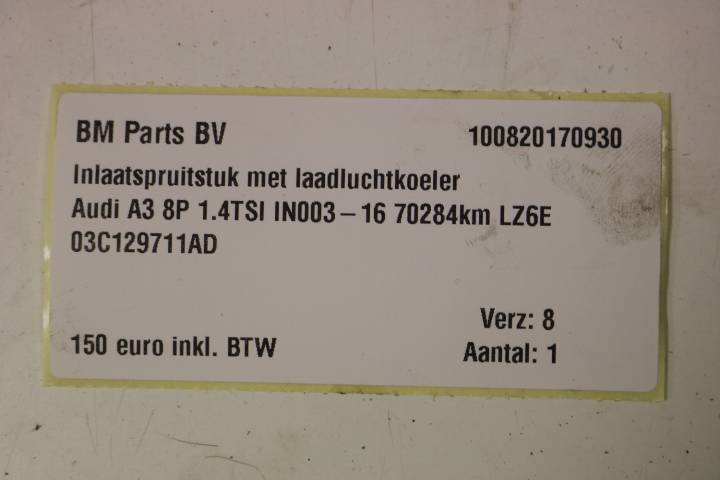 BM Parts BV 100820170930
Inlaatspruitstuk met laadluchtkoeler
Audi A3 8P 1.4TSI IN003-16 70284km LZ6E
03C129711AD
Verz: 8
150 euro inkl. BTW Aantal: 1